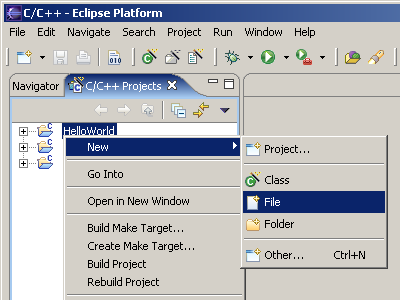 C/C++ - Eclipse Platform
File Edit Navigate Search Project Run Window Help
010
Navigator C/C++ Projects
HelloWorld
New
Project...
Go Into
Class
Open in New Window
File
Folder
Build Make Target...
Create Make Target...
Other... Ctrl+N
Build Project
Rebuild Project